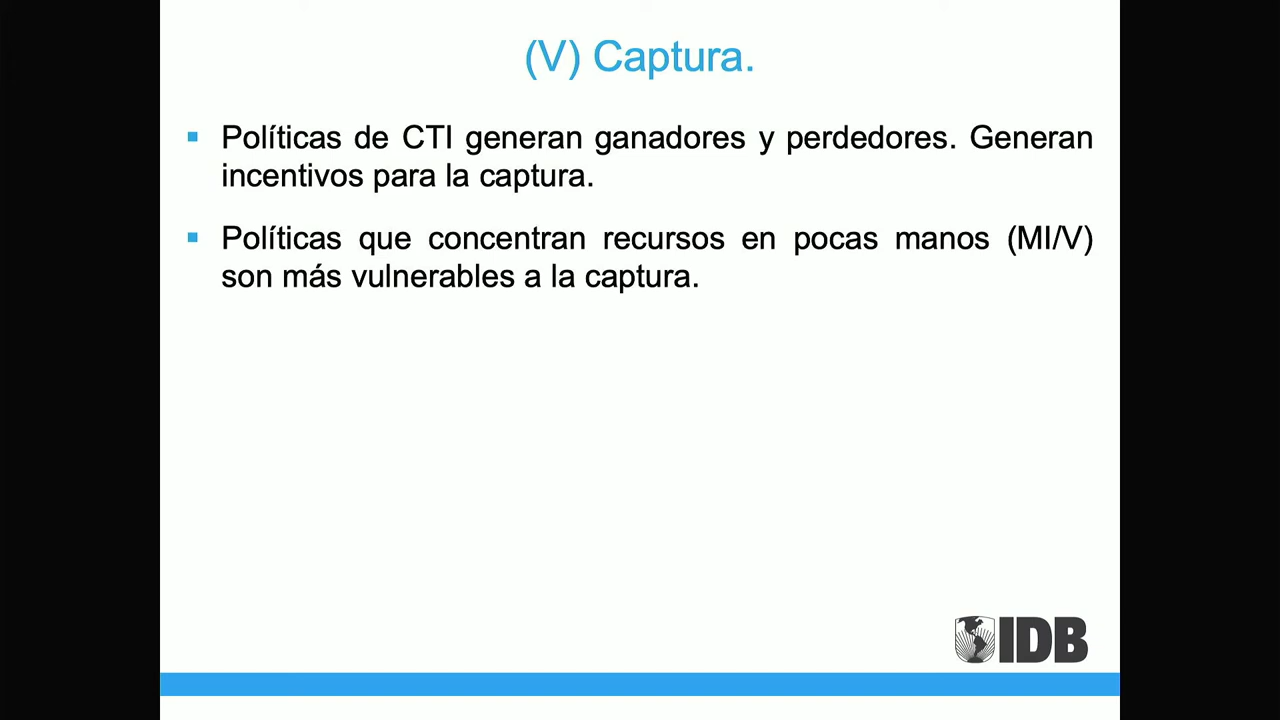 (V) Captura.
Políticas de CTI generan ganadores y perdedores. Generan
incentivos para la captura.
Políticas que concentran recursos en pocas manos (MI/V)
son más vulnerables a la captura.
IDB